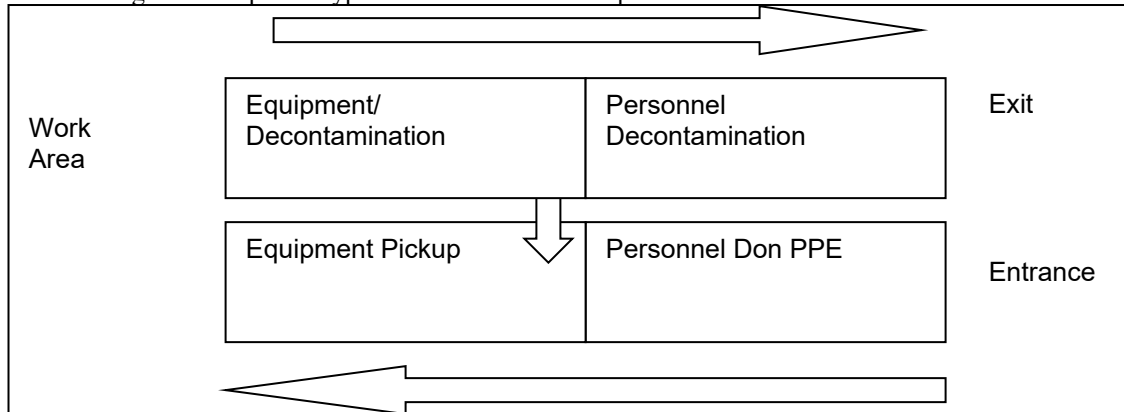 Work
Area
Equipment/
Decontamination
Personnel
Decontamination
Exit
Equipment Pickup
Personnel Don PPE
Entrance